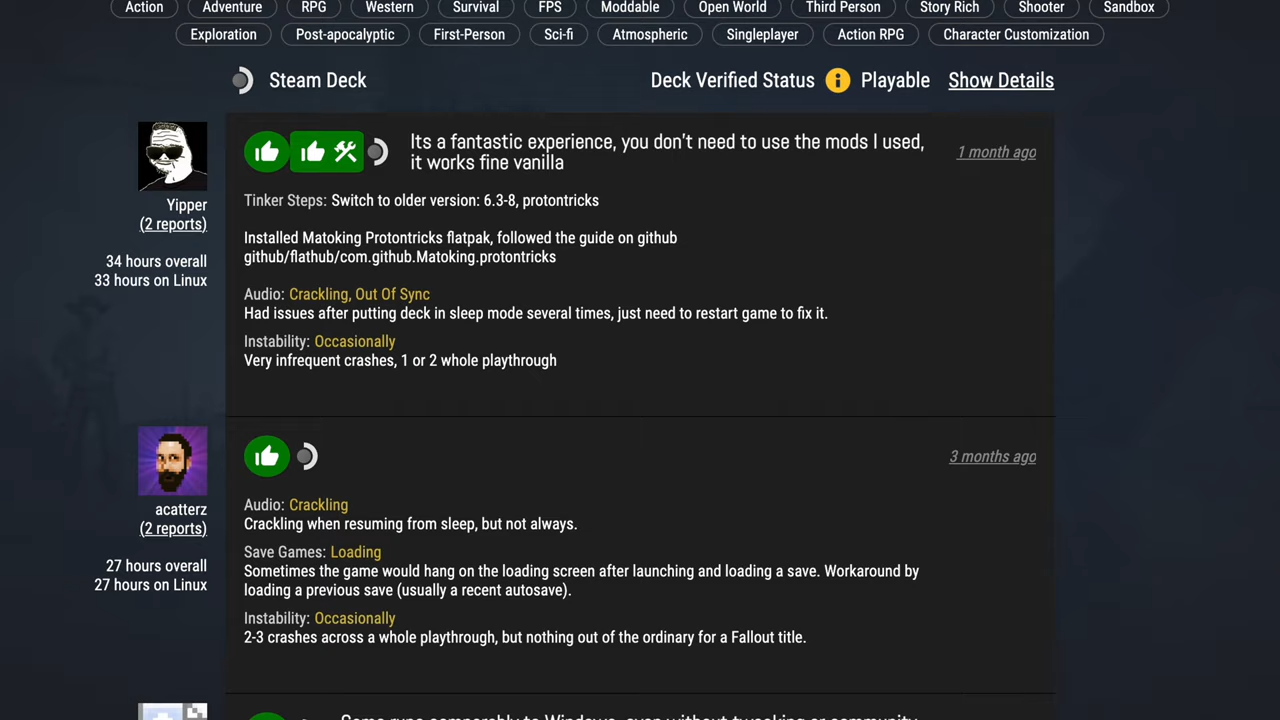 Action Adventure RPG Western Survival FPS Moddable Open World Third Person Story Rich Shooter Sandbox
Exploration Post-apocalyptic First-Person Sci-fi Atmospheric Singleplayer Action RPG Character Customization
Steam Deck Deck Verified Status Playable Show Details
Its a fantastic experience, you don't need to use the mods I used,
it works fine vanilla
1 month ago
Yipper
(2 reports)
34 hours overall
33 hours on Linux
Tinker Steps: Switch to older version: 6.3-8, protontricks
Installed Matoking Protontricks flatpak, followed the guide on github
github/flathub/com.github.Matoking.protontricks
Audio: Crackling, Out Of Sync
Had issues after putting deck in sleep mode several times, just need to restart game to fix it.
Instability: Occasionally
Very infrequent crashes, 1 or 2 whole playthrough
3 months ago
acatterz
(2 reports)
27 hours overall
27 hours on Linux
Audio: Crackling
Crackling when resuming from sleep, but not always.
Save Games: Loading
Sometimes the game would hang on the loading screen after launching and loading a save. Workaround by
loading a previous save (usually a recent autosave).
Instability: Occasionally
2-3 crashes across a whole playthrough, but nothing out of the ordinary for a Fallout title.
runs comparably to Windows, even without tweaking or community